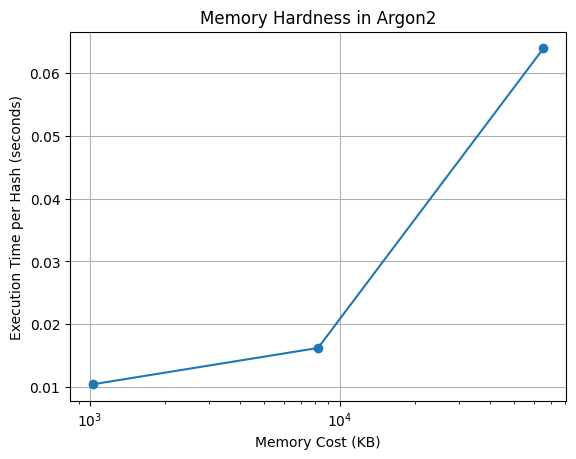 Memory Hardness in Argon2
Execution Time per Hash (seconds)
0.06
0.05
0.04
0.03
0.02
0.01
10³ 10⁴
Memory Cost (KB)